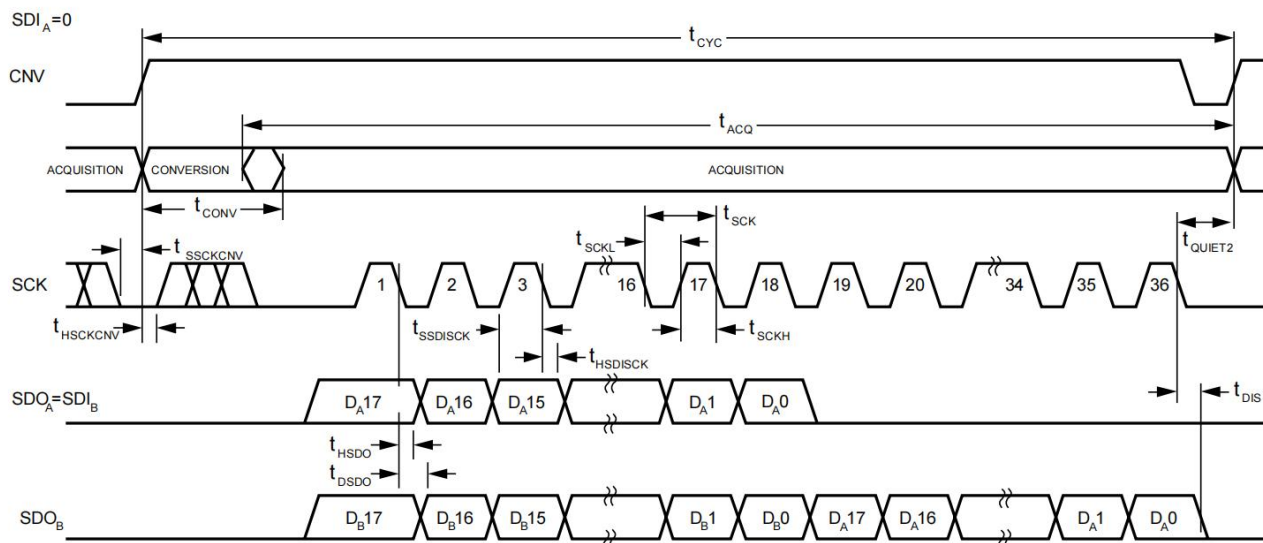 SDIA=0
tCYC
CNV
tACQ
ACQUISITION CONVERSION ACQUISITION
tCONV
tSSCKCNV
tSCKL
tSCK
tQUIET2
SCK 1 2 3 16 17 18 19 20 34 35 36
tHSCKCNV
tSSDISCK
tHSDISCK
tSCKH
SDOA=SDIB DA17 DA16 DA15 DA1 DA0
tDIS
tHSDO
tDSDO
SDOB DB17 DB16 DB15 DB1 DB0 DA17 DA16 DA1 DA0